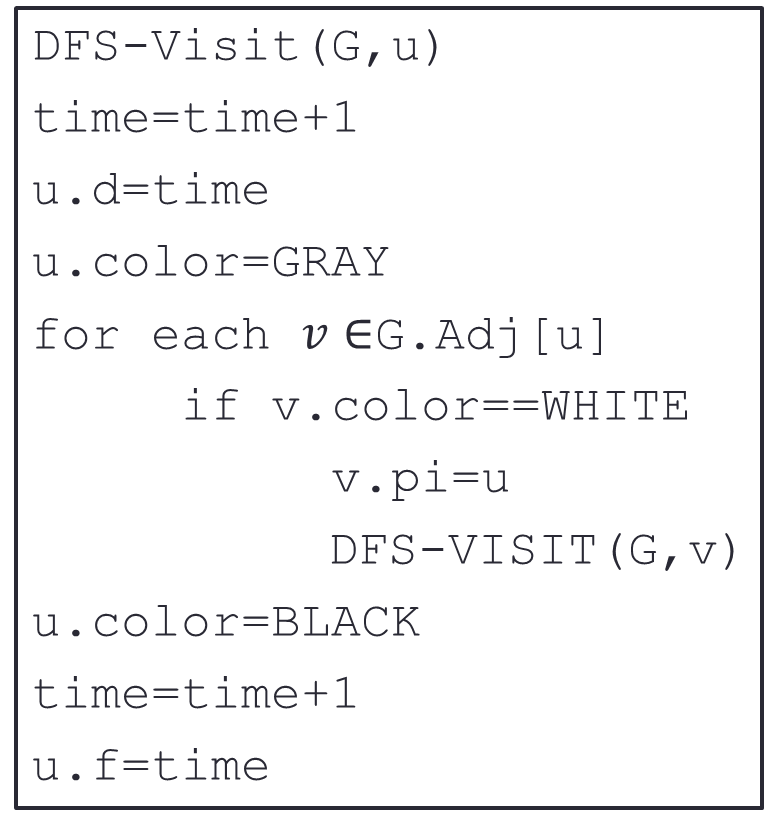 DFS-Visit(G,u)
time=time+1
u.d=time
u.color=GRAY
for each v ∈G.Adj[u]
if v.color==WHITE
v.pi=u
DFS-VISIT(G,v)
u.color=BLACK
time=time+1
u.f=time